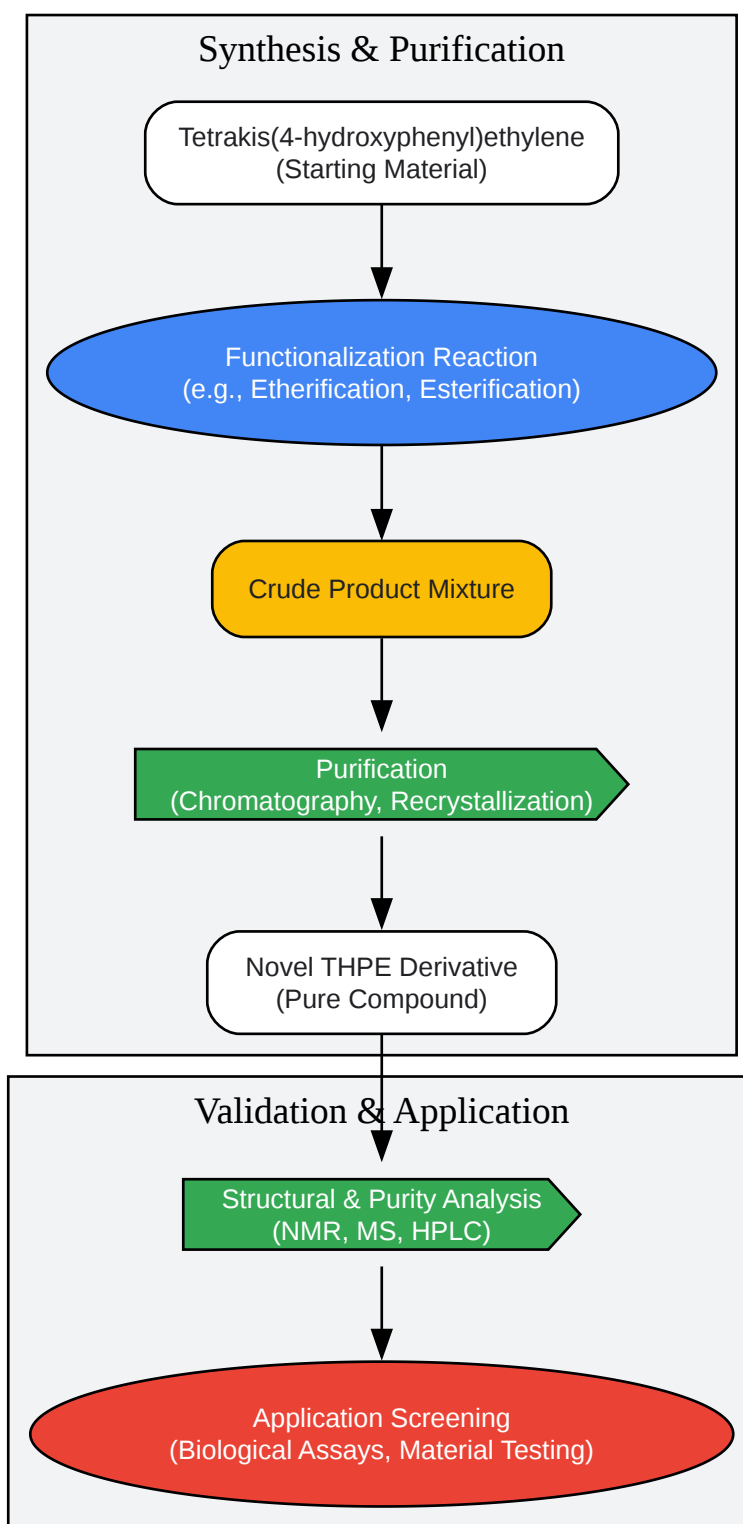 Synthesis & Purification
Tetrakis(4-hydroxyphenyl)ethylene
(Starting Material)
Functionalization Reaction
(e.g., Etherification, Esterification)
Crude Product Mixture
Purification
(Chromatography, Recrystallization)
Novel THPE Derivative
(Pure Compound)
Validation & Application
Structural & Purity Analysis
(NMR, MS, HPLC)
Application Screening
(Biological Assays, Material Testing)